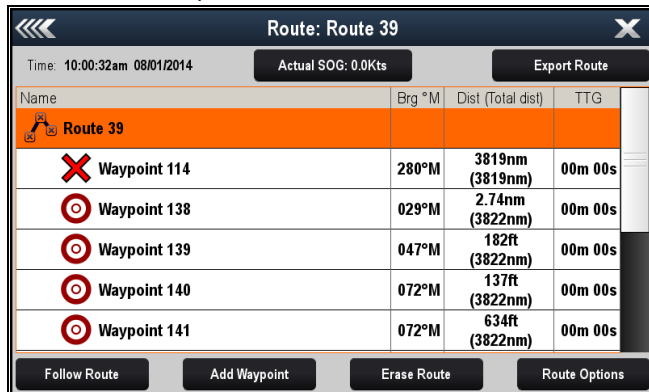 Route: Route 39
Time: 10:00:32am 08/01/2014
Actual SOG: 0.0Kts
Export Route
Name Brg °M Dist (Total dist) TTG
Route 39
Waypoint 114 280°M 3819nm (3819nm) 00m 00s
Waypoint 138 029°M 2.74nm (3822nm) 00m 00s
Waypoint 139 047°M 182ft (3822nm) 00m 00s
Waypoint 140 072°M 137ft (3822nm) 00m 00s
Waypoint 141 072°M 634ft (3822nm) 00m 00s
Follow Route Add Waypoint Erase Route Route Options